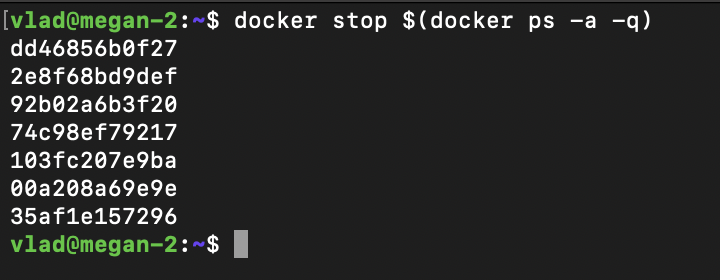 [vlad@megan-2:~$ docker stop $(docker ps -a -q)
dd46856b0f27
2e8f68bd9def
92b02a6b3f20
74c98ef79217
103fc207e9ba
00a208a69e9e
35af1e157296
vlad@megan-2:~$